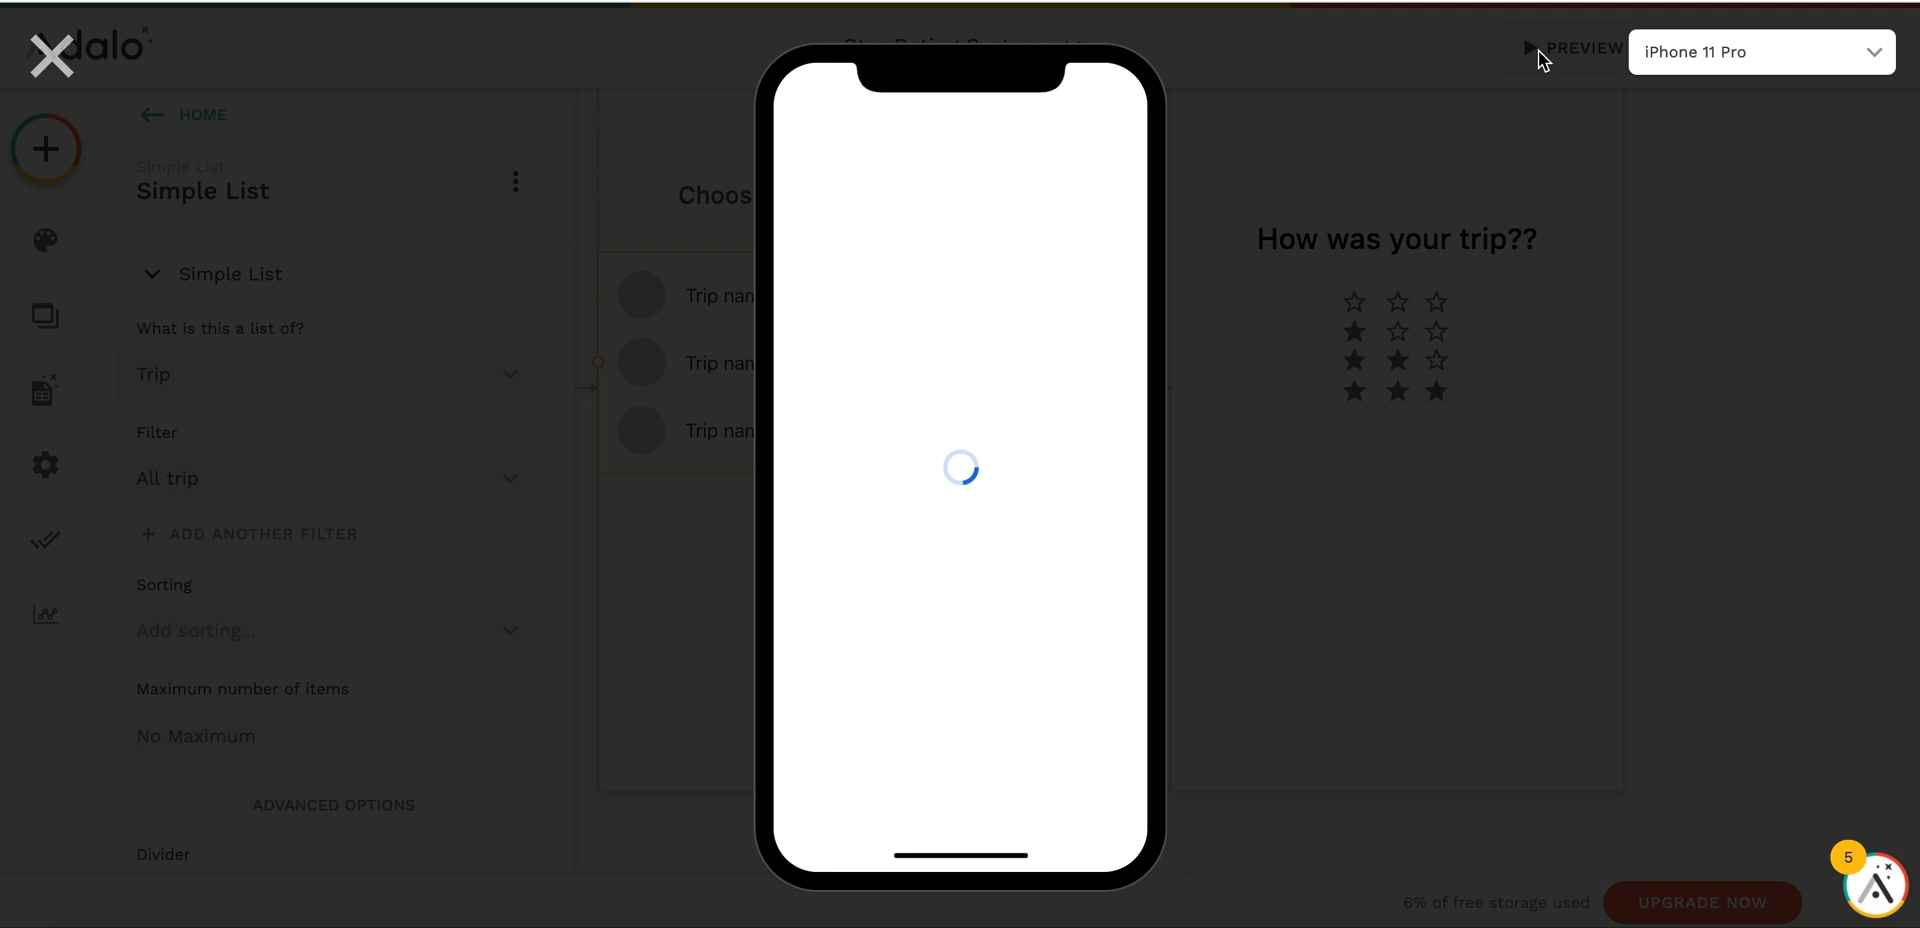 Adalo
PREVIEW
iPhone 11 Pro
HOME
Simple List
Simple List
Choos
How was your trip??
Simple List
Trip nan
What is this a list of?
Trip nan
Trip
Filter
Trip nan
All trip
ADD ANOTHER FILTER
Sorting
Add sorting...
Maximum number of items
No Maximum
ADVANCED OPTIONS
Divider
5
6% of free storage used
UPGRADE NOW